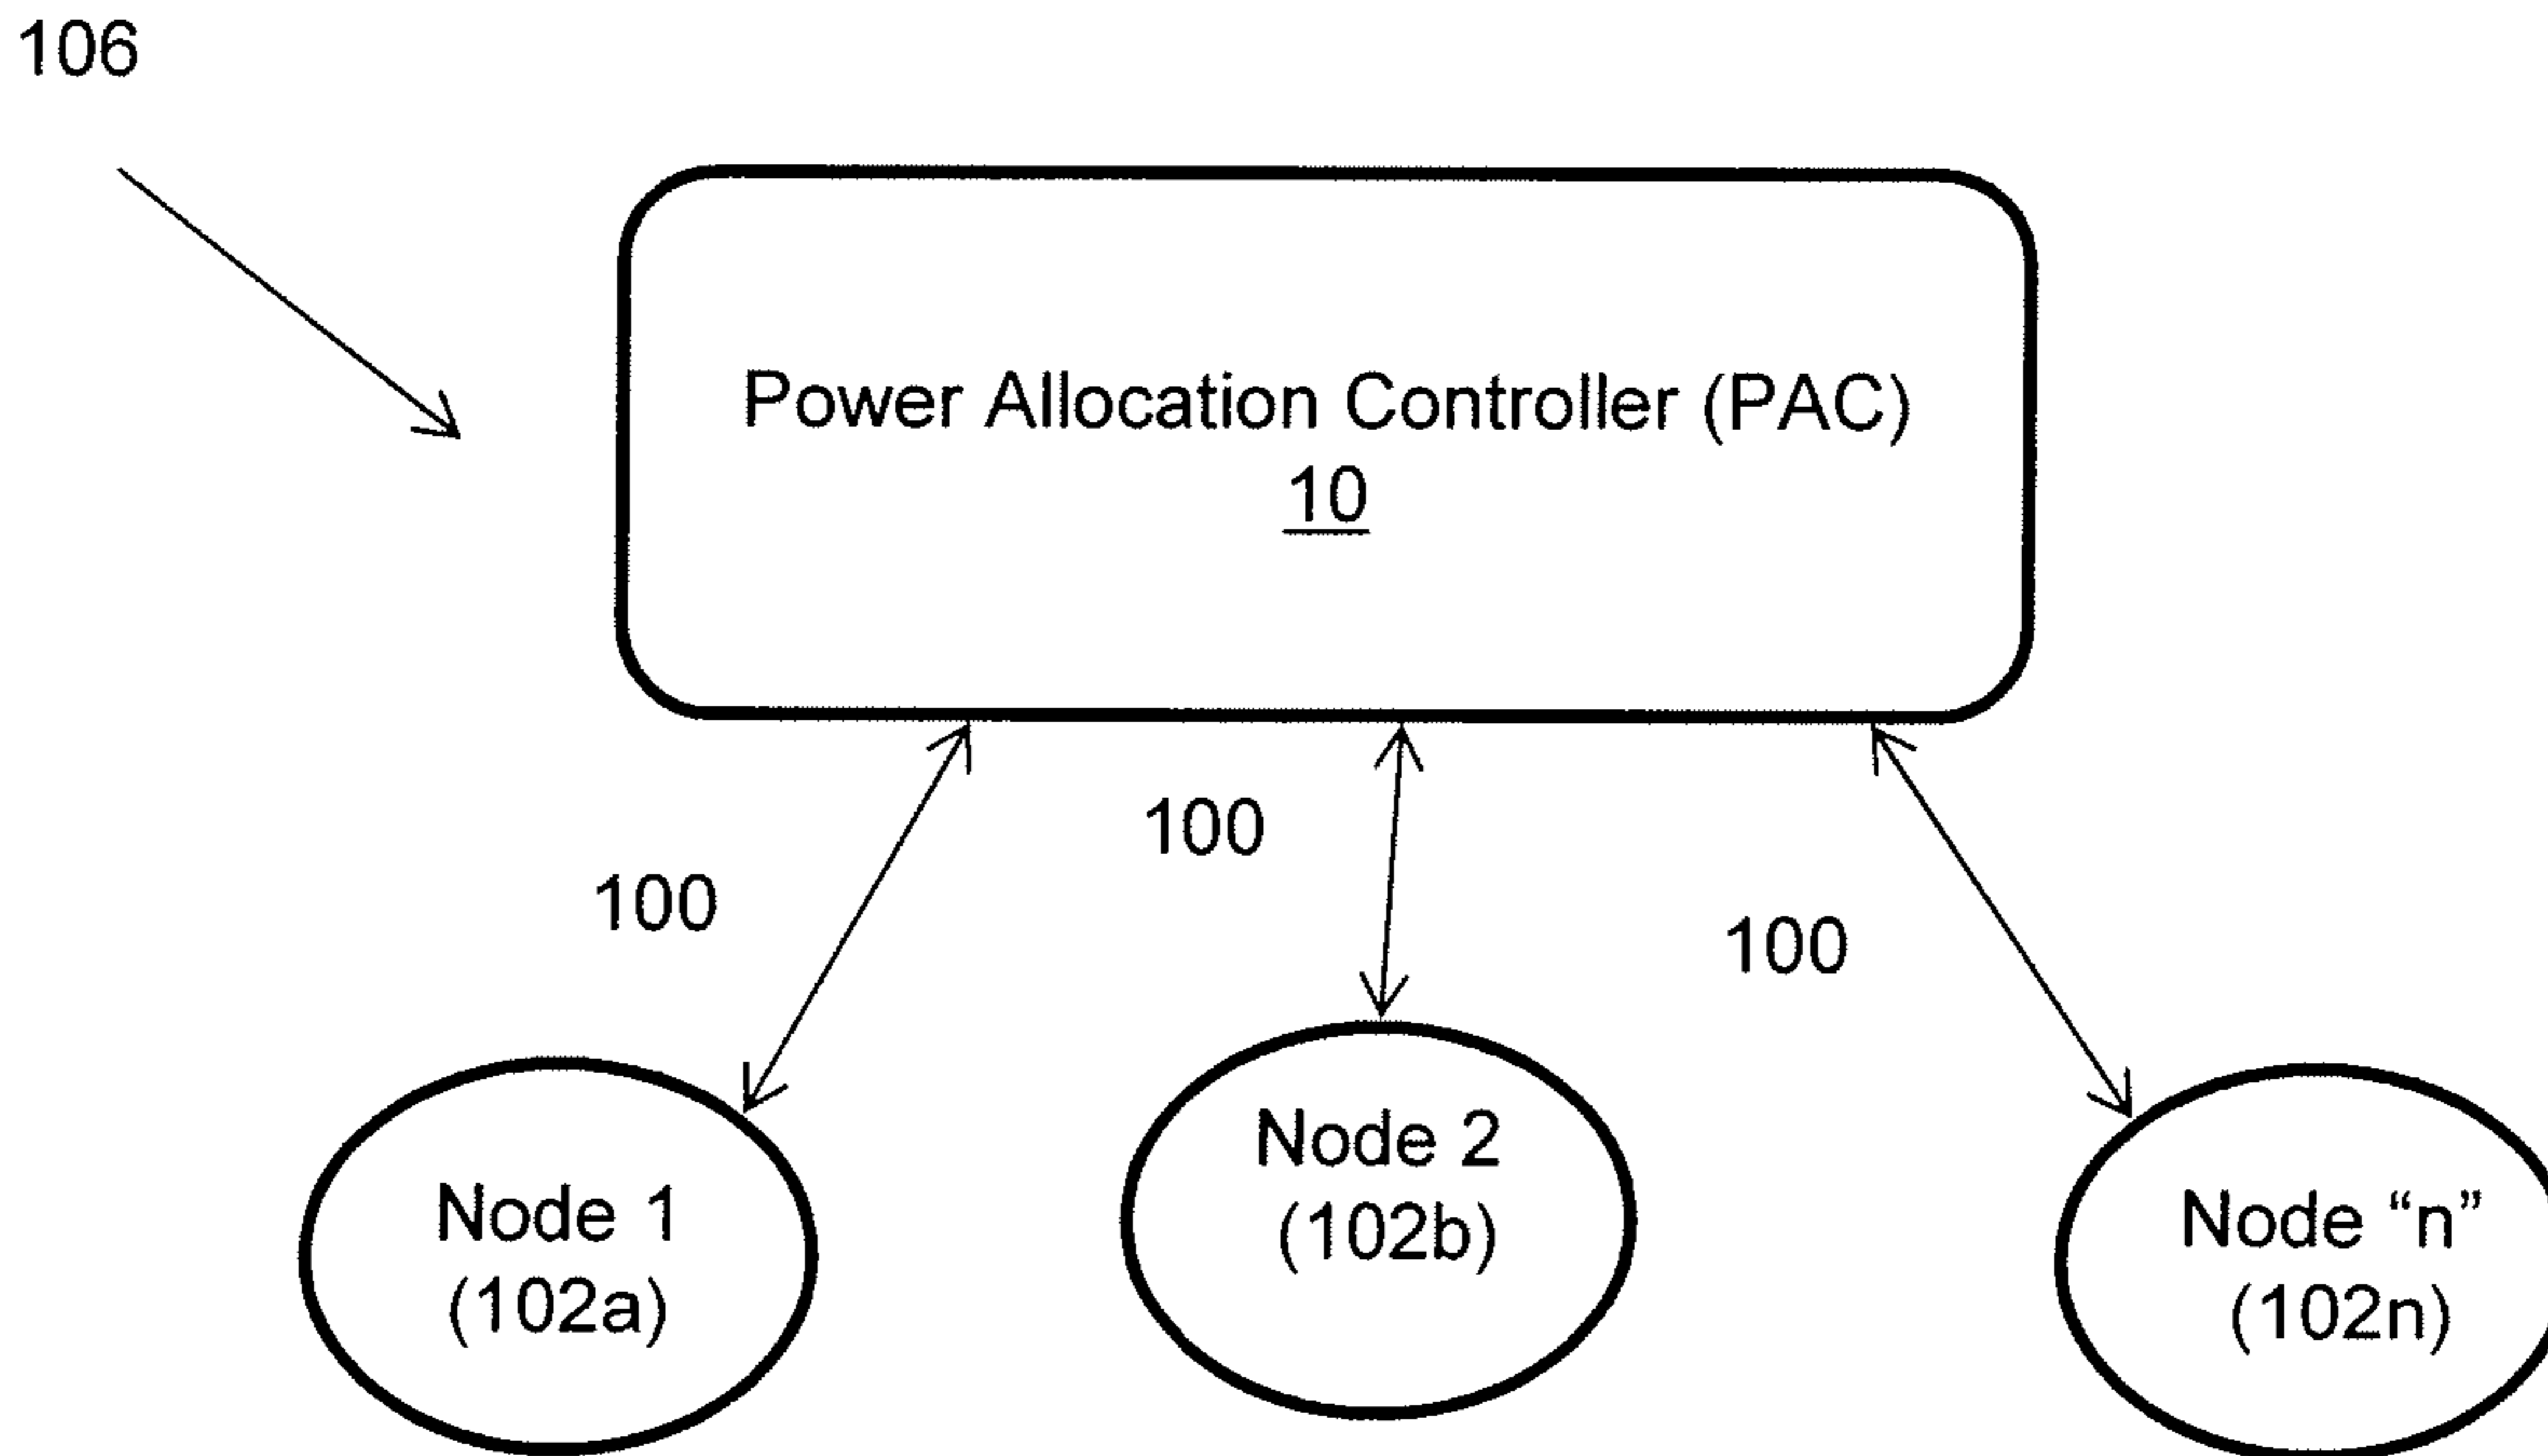 106
Power Allocation Controller (PAC)
10
100
100
100
Node 1
(102a)
Node 2
(102b)
Node “n”
(102n)